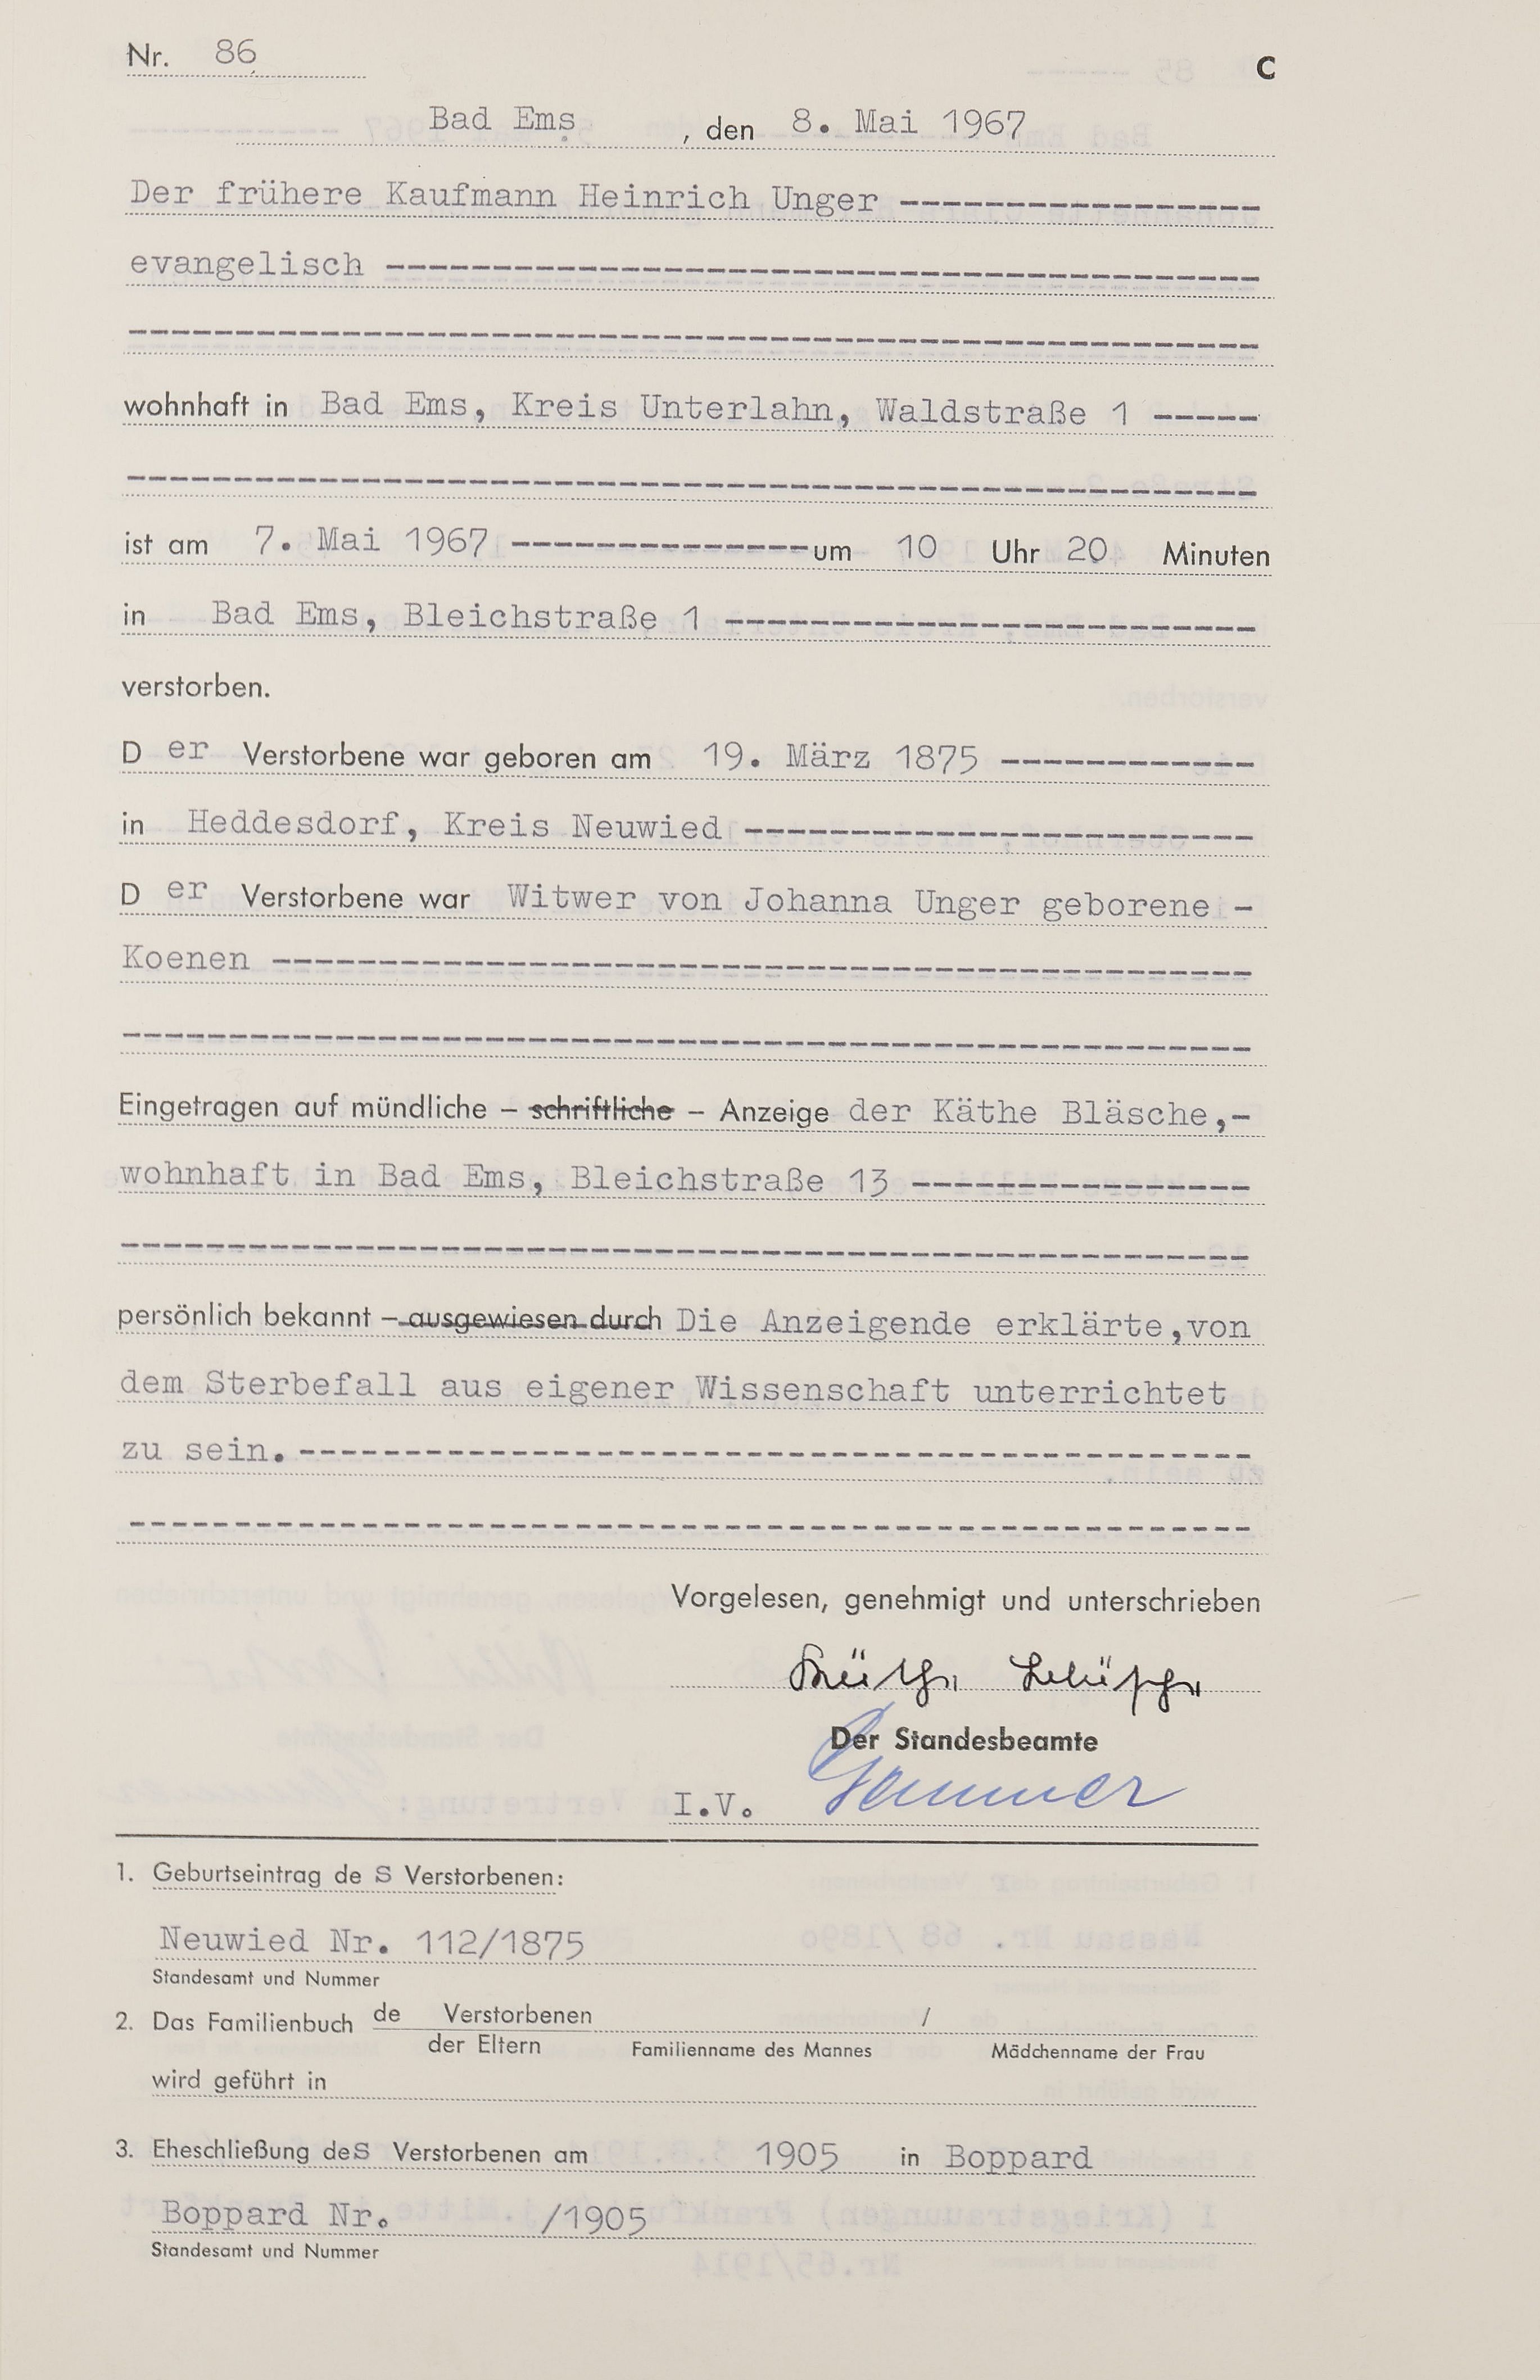 Nr. 86
C
Bad Ems, den 8. Mai 1967
Der frühere Kaufmann Heinrich Unger
evangelisch
wohnhaft in Bad Ems, Kreis Unterlahn, Waldstraße 1
ist am 7. Mai 1967 um 10 Uhr 20 Minuten
in Bad Ems, Bleichstraße 1
verstorben.
Der Verstorbene war geboren am 19. März 1875
in Heddesdorf, Kreis Neuwied
Der Verstorbene war Witwer von Johanna Unger geborene -
Koenen
Eingetragen auf mündliche – schriftliche – Anzeige der Käthe Bläsche,-
wohnhaft in Bad Ems, Bleichstraße 13
persönlich bekannt – ausgewiesen durch Die Anzeigende erklärte,von
dem Sterbefall aus eigener Wissenschaft unterrichtet
zu sein.
Vorgelesen, genehmigt und unterschrieben
Käthe Bläsche
Der Standesbeamte
I.V.
1. Geburtseintrag des Verstorbenen:
Neuwied Nr. 112/1875
Standesamt und Nummer
2. Das Familienbuch de Verstorbenen /
der Eltern Familienname des Mannes Mädchenname der Frau
wird geführt in
3. Eheschließung des Verstorbenen am 1905 in Boppard
Boppard Nr. /1905
Standesamt und Nummer